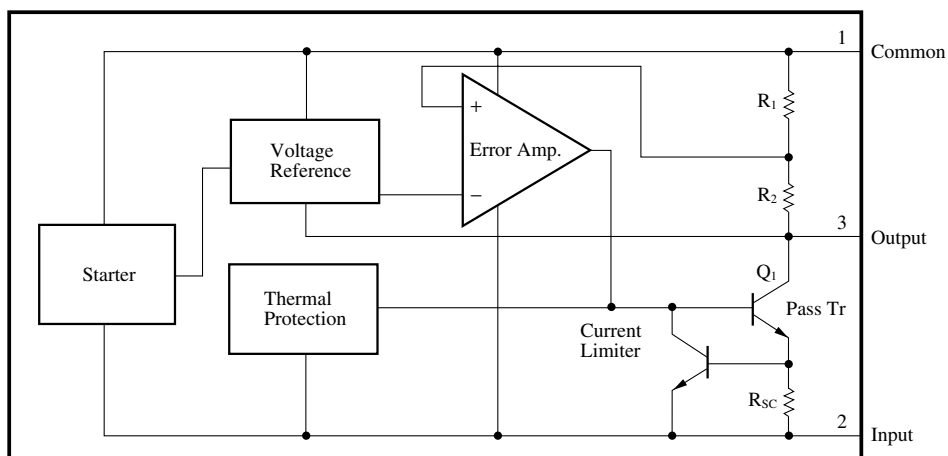 1
Common
R1
+
Error Amp.
−
Voltage
Reference
R2
3
Output
Starter
Q1
Thermal
Protection
Pass Tr
Current
Limiter
RSC
2
Input